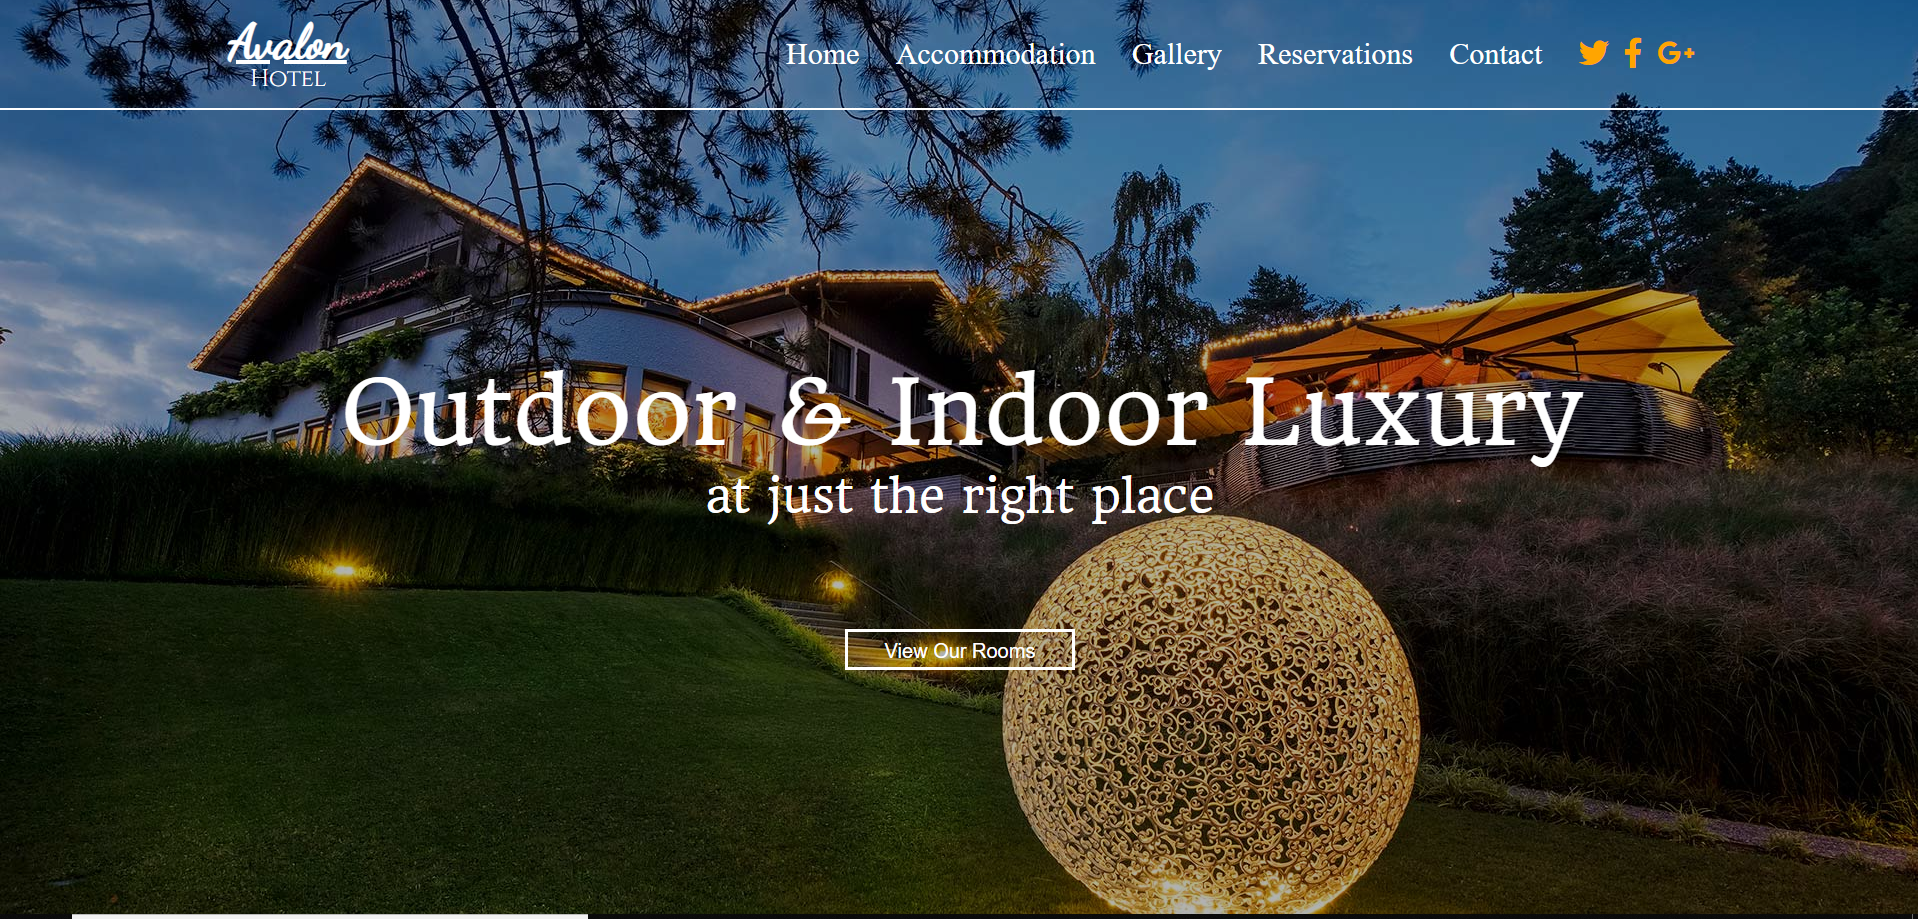 Avalon
HOTEL
Home Accommodation Gallery Reservations Contact G+
Outdoor & Indoor Luxury
at just the right place
View Our Rooms